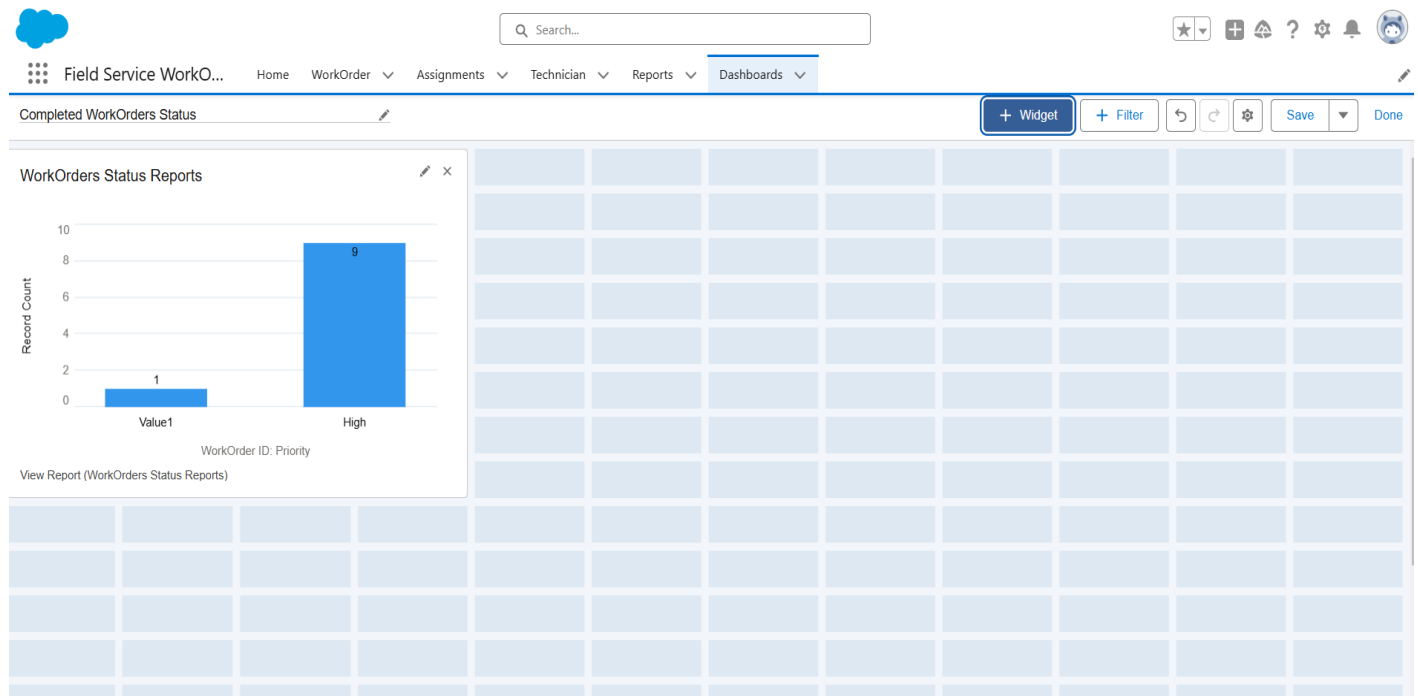 Search...
Field Service WorkO...
Home
WorkOrder
Assignments
Technician
Reports
Dashboards
Completed WorkOrders Status
+ Widget
+ Filter
Save
Done
WorkOrders Status Reports
10
8
6
4
2
0
Record Count
9
1
Value1
High
WorkOrder ID: Priority
View Report (WorkOrders Status Reports)